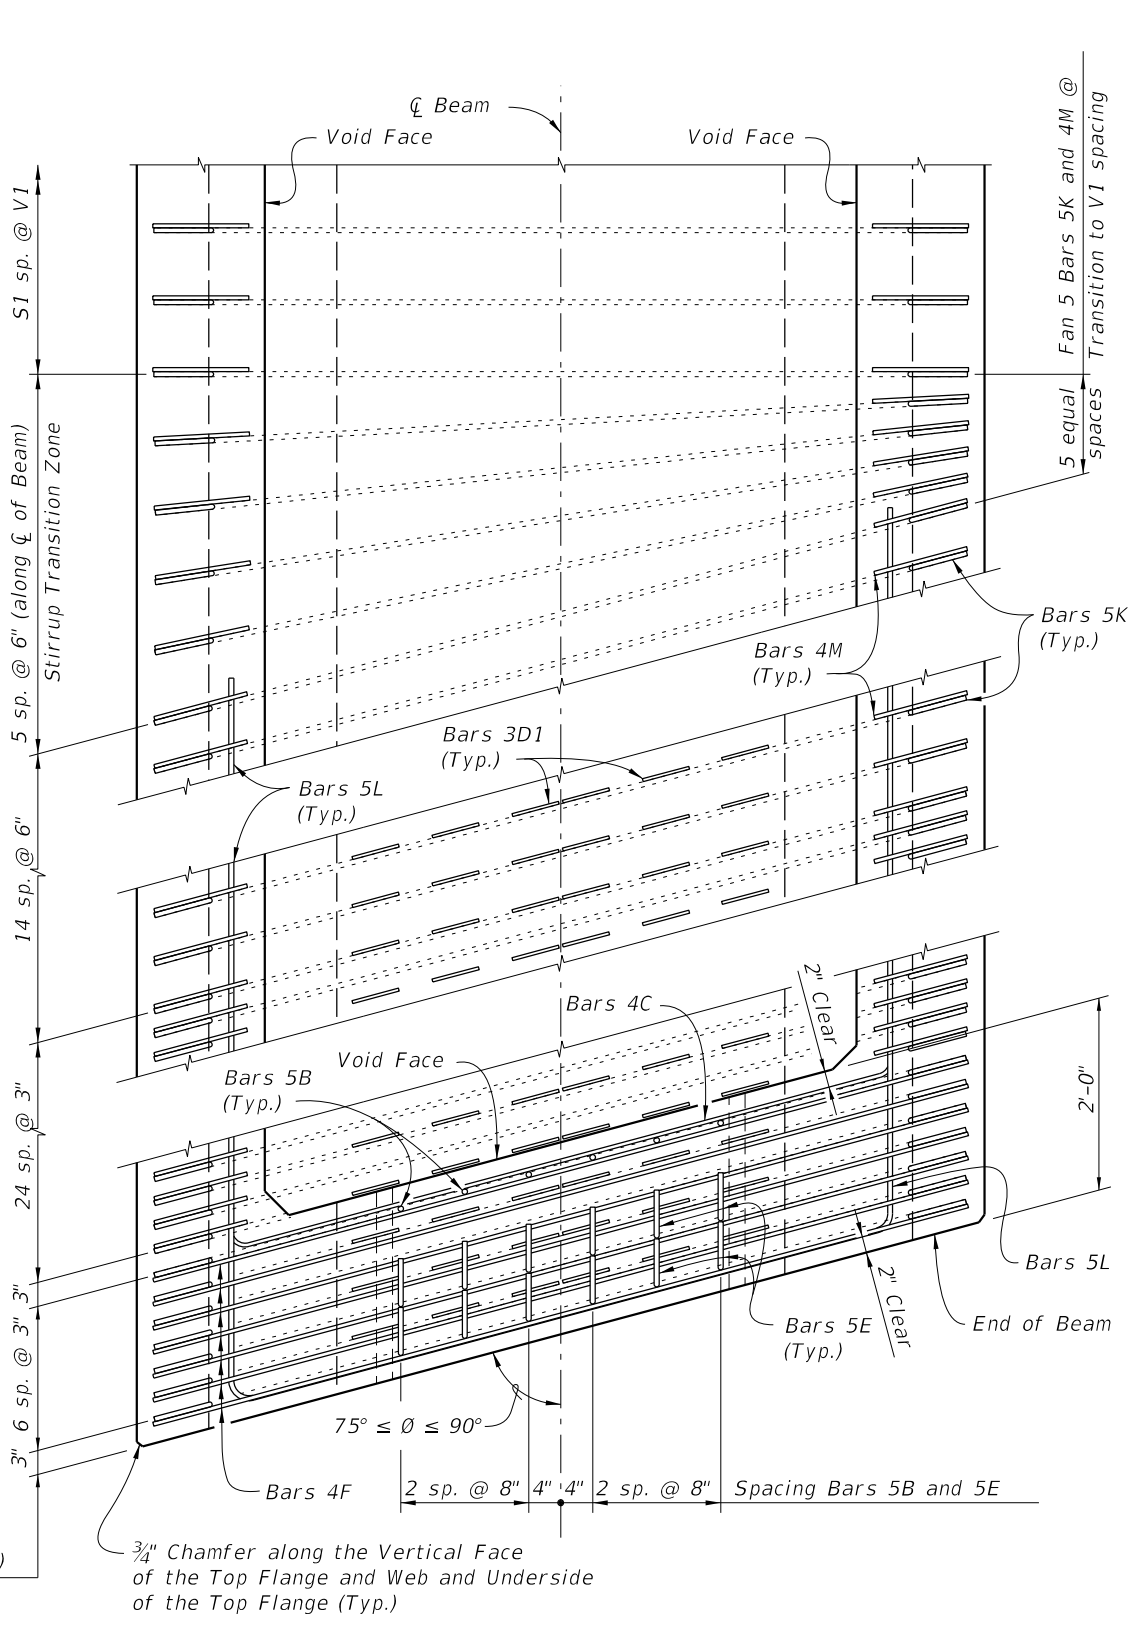 ℄ Beam
Void Face
Void Face
Fan 5 Bars 5K and 4M @
Transition to V1 spacing
S1 sp. @ V1
5 equal
spaces
5 sp. @ 6" (along ℄ of Beam)
Stirrup Transition Zone
Bars 5K
(Typ.)
Bars 4M
(Typ.)
Bars 3D1
(Typ.)
Bars 5L
(Typ.)
14 sp. @ 6"
2" Clear
Bars 4C
Void Face
Bars 5B
(Typ.)
24 sp. @ 3"
2'-0"
Bars 5L
3"
2" Clear
Bars 5E
(Typ.)
End of Beam
6 sp. @ 3"
75° ≤ Ø ≤ 90°
3"
Bars 4F
2 sp. @ 8" 4" 4" 2 sp. @ 8" Spacing Bars 5B and 5E
¾" Chamfer along the Vertical Face
of the Top Flange and Web and Underside
of the Top Flange (Typ.)
)